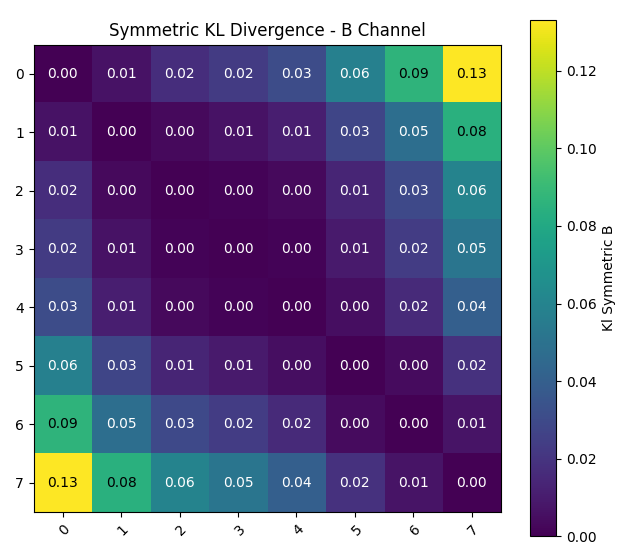 Symmetric KL Divergence - B Channel
0 0.00 0.01 0.02 0.02 0.03 0.06 0.09 0.13
1 0.01 0.00 0.00 0.01 0.01 0.03 0.05 0.08
2 0.02 0.00 0.00 0.00 0.00 0.01 0.03 0.06
3 0.02 0.01 0.00 0.00 0.00 0.01 0.02 0.05
4 0.03 0.01 0.00 0.00 0.00 0.00 0.02 0.04
5 0.06 0.03 0.01 0.01 0.00 0.00 0.00 0.02
6 0.09 0.05 0.03 0.02 0.02 0.00 0.00 0.01
7 0.13 0.08 0.06 0.05 0.04 0.02 0.01 0.00
0 1 2 3 4 5 6 7
0.12
0.10
0.08
0.06
0.04
0.02
0.00
Kl Symmetric B